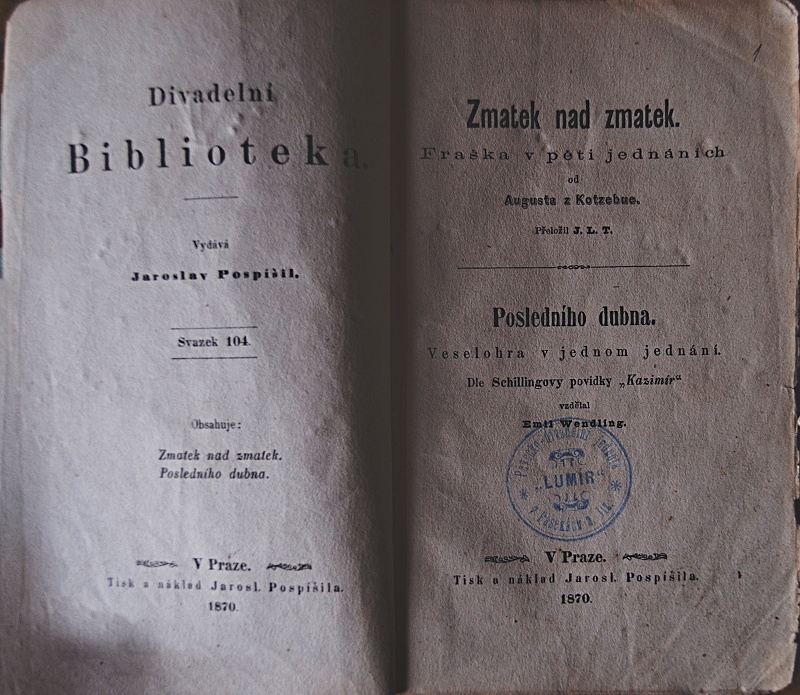 Divadelní
Biblioteka.
Vydává
Jaroslav Pospíšil.
Svazek 104.
Obsahuje:
Zmatek nad zmatek.
Posledního dubna.
V Praze.
Tisk a náklad Jarosl. Pospíšila.
1870.
Zmatek nad zmatek.
Fraška v pěti jednáních
od
Augusta z Kotzebue.
Přeložil J. L. T.
Posledního dubna.
Veselohra v jednom jednání.
Dle Schillingovy povídky „Kazimír“
vzdělal
Emil Wendling.
„LUMÍR“
V Praze.
Tisk a náklad Jarosl. Pospíšila.
1870.